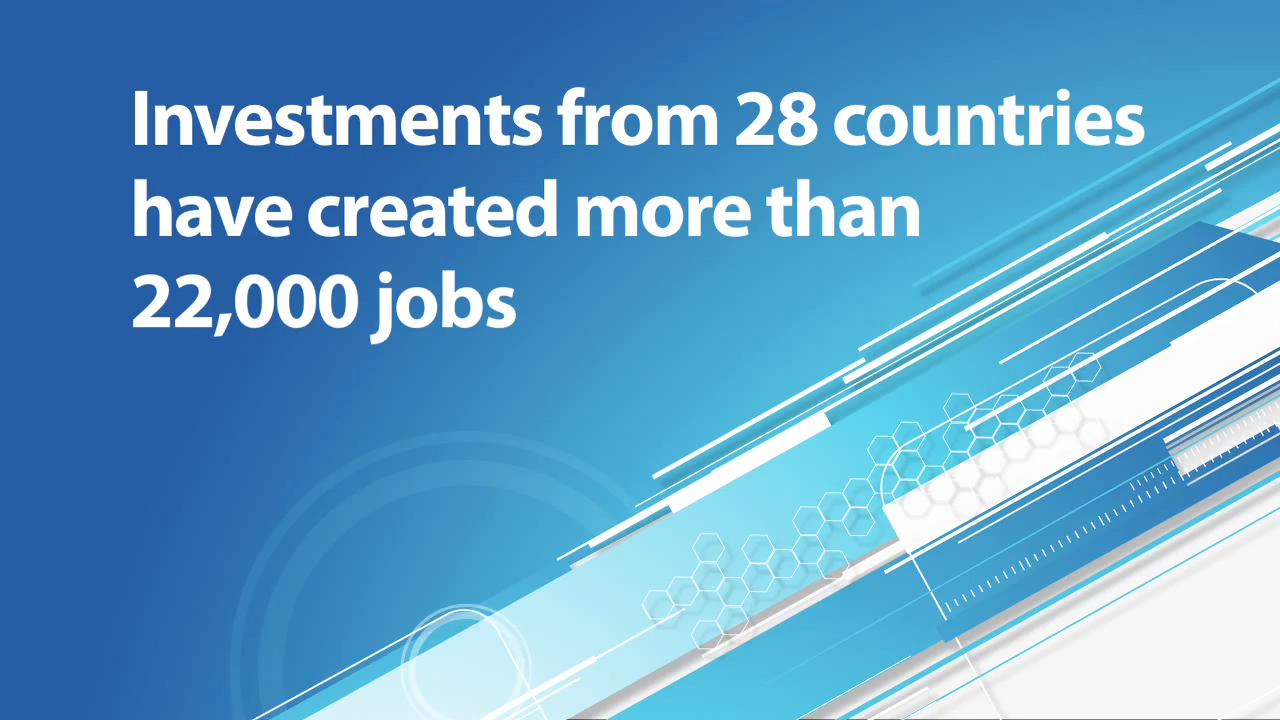 Investments from 28 countries
have created more than
22,000 jobs